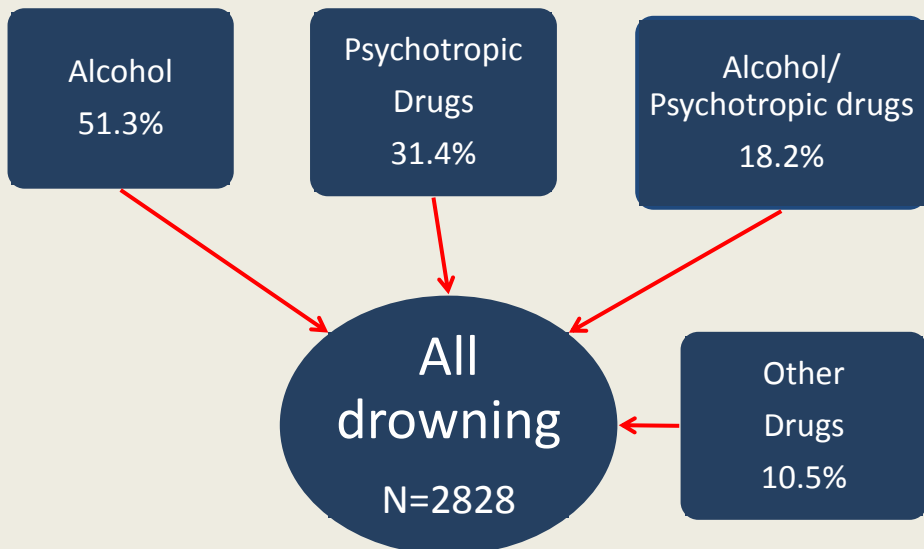 Alcohol
51.3%
Psychotropic
Drugs
31.4%
Alcohol/
Psychotropic drugs
18.2%
All
drowning
N=2828
Other
Drugs
10.5%